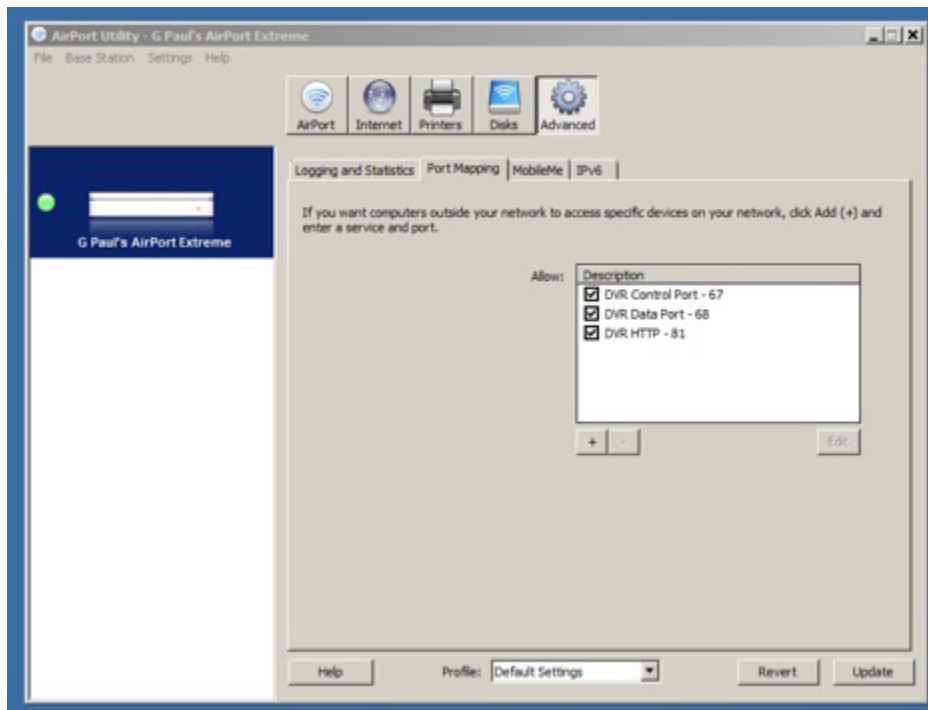 AirPort Utility - G Paul's AirPort Extreme
File Base Station Settings Help
AirPort Internet Printers Disks Advanced
Logging and Statistics Port Mapping MobileMe IPv6
If you want computers outside your network to access specific devices on your network, click Add (+) and
enter a service and port.
G Paul's AirPort Extreme
Allow: Description
DVR Control Port - 67
DVR Data Port - 68
DVR HTTP - 81
+ - Edit
Help Profile: Default Settings Revert Update